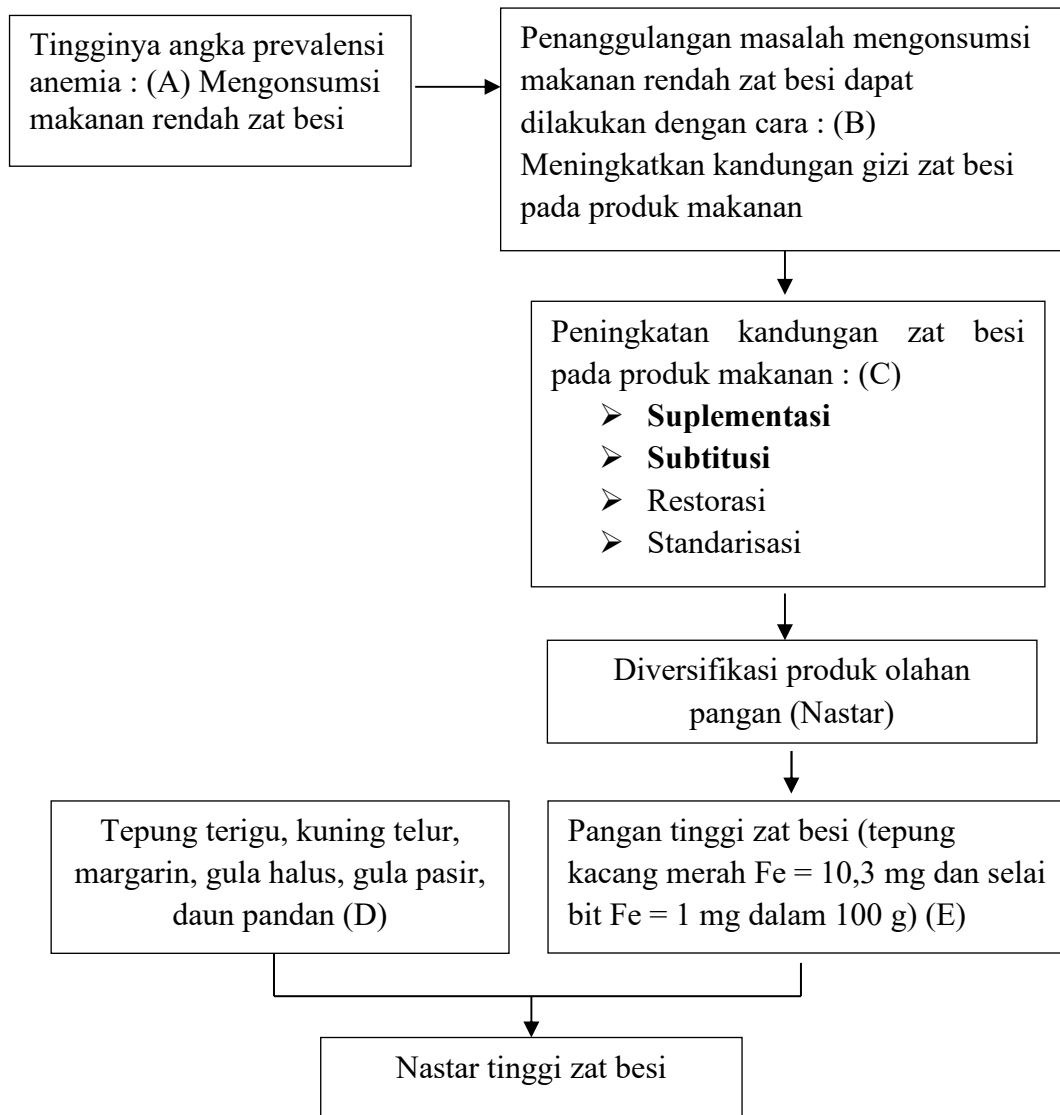 Tingginya angka prevalensi
anemia : (A) Mengonsumsi
makanan rendah zat besi
Penanggulangan masalah mengonsumsi
makanan rendah zat besi dapat
dilakukan dengan cara : (B)
Meningkatkan kandungan gizi zat besi
pada produk makanan
Peningkatan kandungan zat besi
pada produk makanan : (C)
➢ Suplementasi
➢ Subtitusi
➢ Restorasi
➢ Standarisasi
Diversifikasi produk olahan
pangan (Nastar)
Tepung terigu, kuning telur,
margarin, gula halus, gula pasir,
daun pandan (D)
Pangan tinggi zat besi (tepung
kacang merah Fe = 10,3 mg dan selai
bit Fe = 1 mg dalam 100 g) (E)
Nastar tinggi zat besi